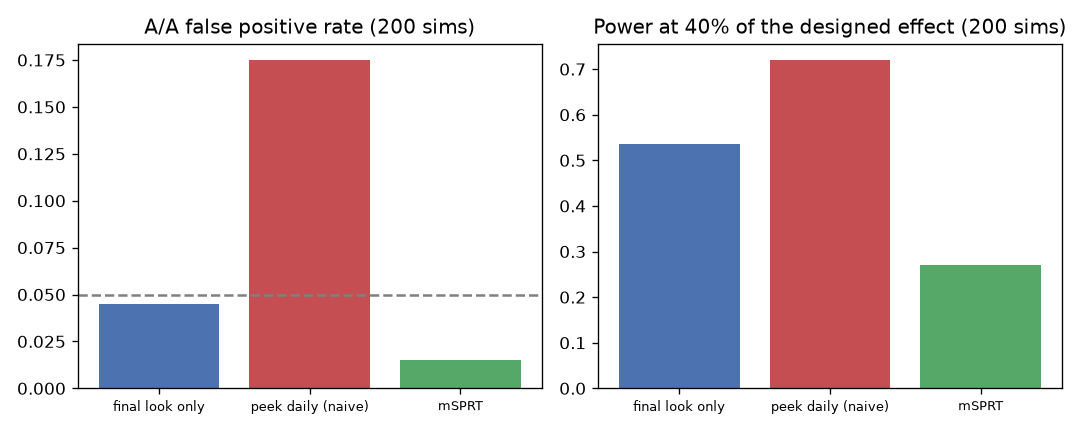 A/A false positive rate (200 sims)
0.175
0.150
0.125
0.100
0.075
0.050
0.025
0.000
final look only
peek daily (naive)
mSPRT
Power at 40% of the designed effect (200 sims)
0.7
0.6
0.5
0.4
0.3
0.2
0.1
0.0
final look only
peek daily (naive)
mSPRT